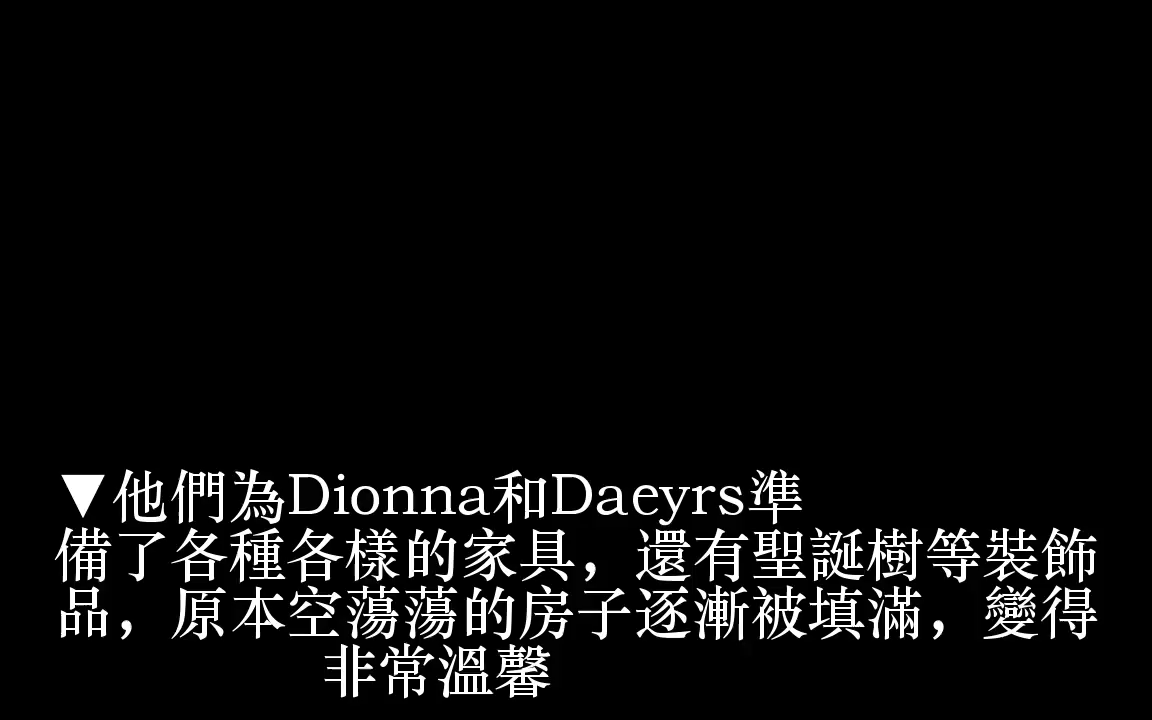 ▼他們為Dionna和Daeyrs準
備了各種各樣的家具，還有聖誕樹等裝飾
品，原本空蕩蕩的房子逐漸被填滿，變得
非常溫馨